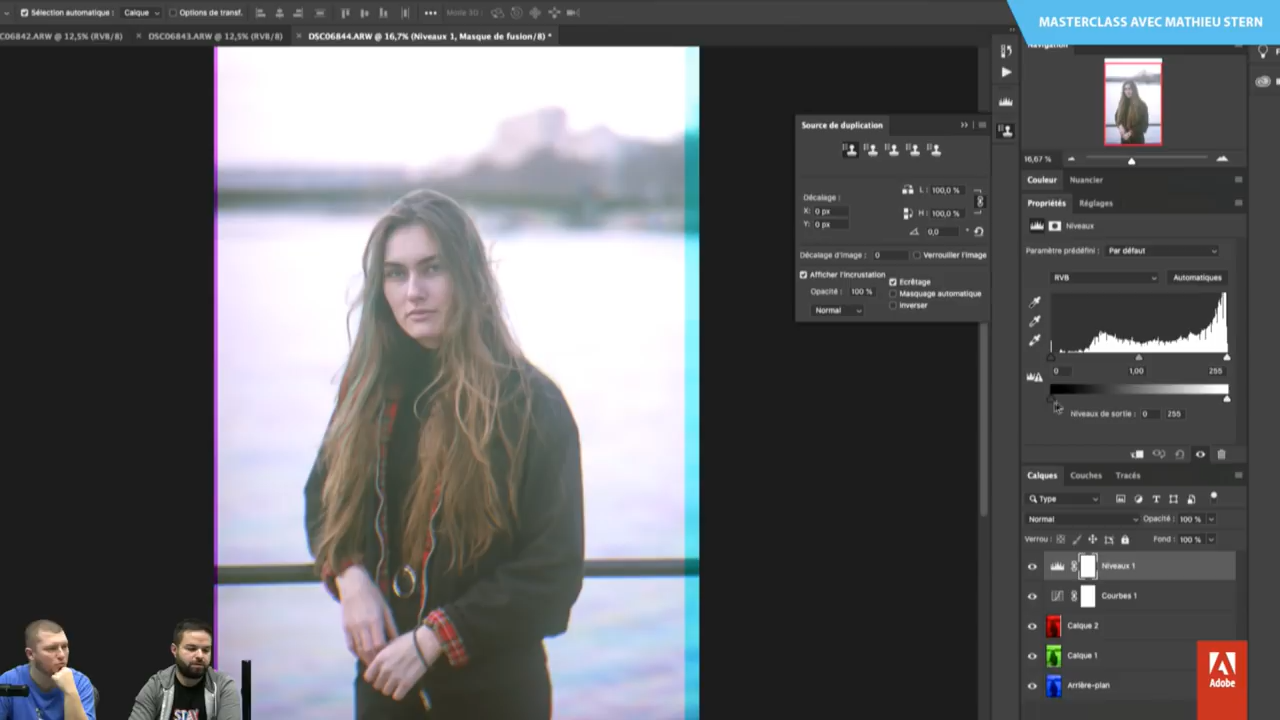 Sélection automatique : Calque Options de transf. Mode 3D :
MASTERCLASS AVEC MATHIEU STERN
DSC06842.ARW @ 12,5% (RVB/8) × DSC06843.ARW @ 12,5% (RVB/8) × DSC06844.ARW @ 16,7% (Niveaux 1, Masque de fusion/8) *
Navigation
Source de duplication
16,67 %
Couleur Nuancier
Décalage :
X: 0 px
Y: 0 px
L : 100,0 %
H : 100,0 %
0,0 °
Décalage d'image : 0 Verrouiller l'image
Afficher l'incrustation
Opacité : 100 %
Normal
Ecrêtage
Masquage automatique
Inverser
Propriétés Réglages
Niveaux
Paramètre prédéfini : Par défaut
RVB Automatiques
0 1,00 255
Niveaux de sortie : 0 255
Calques Couches Tracés
Type
Normal Opacité : 100 %
Verrou : Fond : 100 %
Niveaux 1
Courbes 1
Calque 2
Calque 1
Arrière-plan
STAY
Adobe